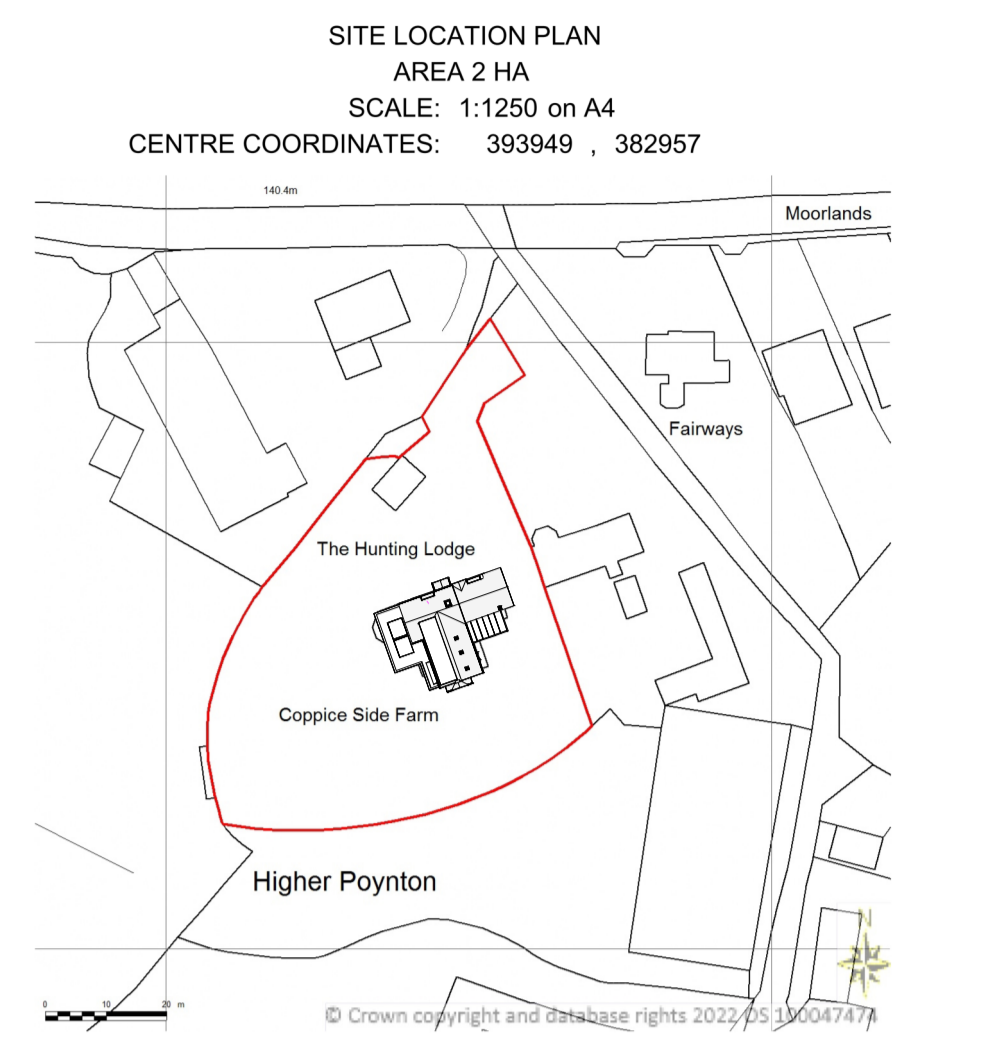 SITE LOCATION PLAN
AREA 2 HA
SCALE: 1:1250 on A4
CENTRE COORDINATES: 393949 , 382957
140.4m
Moorlands
Fairways
The Hunting Lodge
Coppice Side Farm
Higher Poynton
N
0 10 20 m
© Crown copyright and database rights 2022 OS 100047474